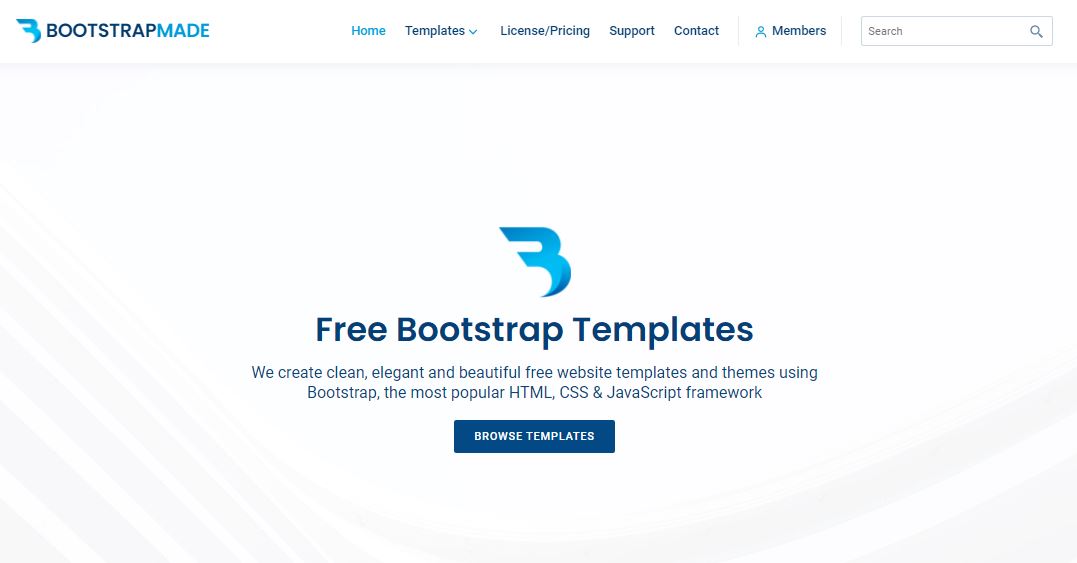 BOOTSTRAPMADE Home Templates License/Pricing Support Contact Members Search
Free Bootstrap Templates
We create clean, elegant and beautiful free website templates and themes using
Bootstrap, the most popular HTML, CSS & JavaScript framework
BROWSE TEMPLATES